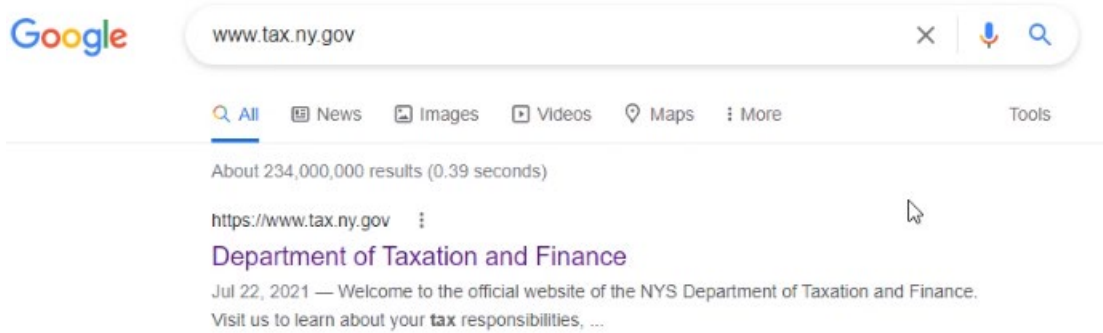 Google www.tax.ny.gov
All News Images Videos Maps More Tools
About 234,000,000 results (0.39 seconds)
https://www.tax.ny.gov
Department of Taxation and Finance
Jul 22, 2021 — Welcome to the official website of the NYS Department of Taxation and Finance.
Visit us to learn about your tax responsibilities, ...